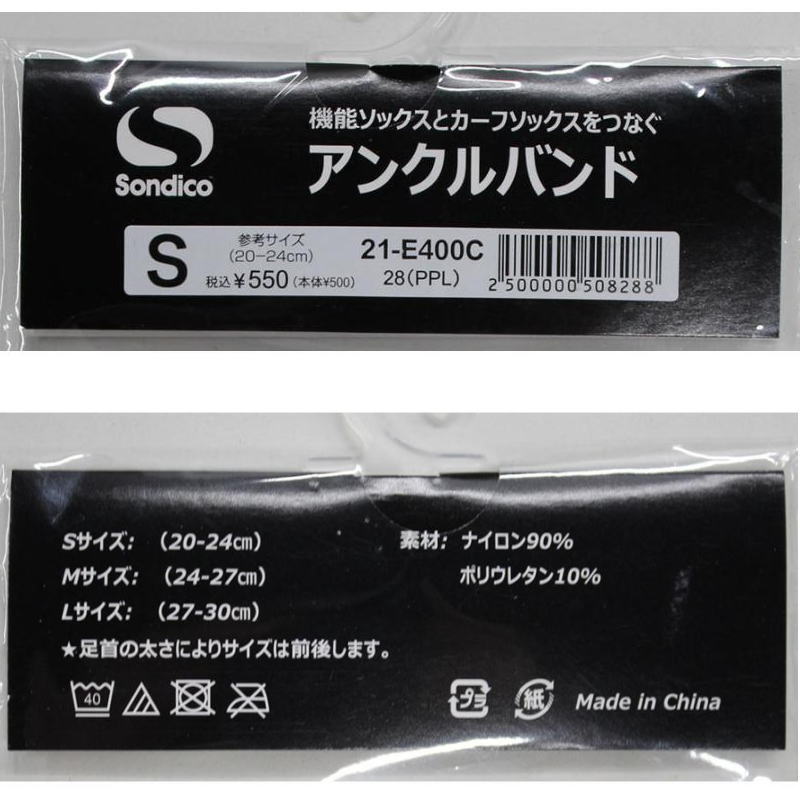 Sondico
機能ソックスとカーフソックスをつなぐ
アンクルバンド
S
参考サイズ
(20-24cm)
税込¥550(本体¥500)
21-E400C
28(PPL)
2500000508288
Sサイズ: (20-24㎝)
Mサイズ: (24-27㎝)
Lサイズ: (27-30㎝)
★足首の太さによりサイズは前後します。
素材: ナイロン90%
ポリウレタン10%
40
プラ
紙
Made in China